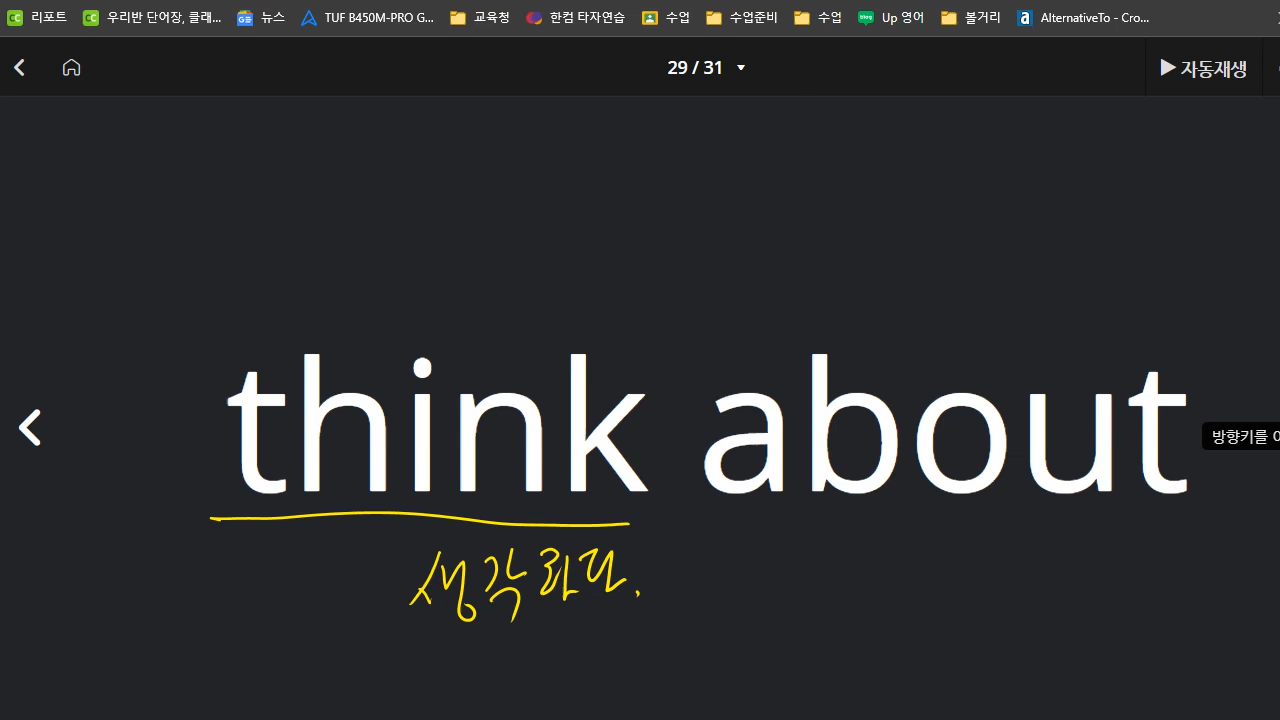 리포트 우리반 단어장, 클래... 뉴스 TUF B450M-PRO G... 교육청 한컴 타자연습 수업 수업준비 수업 Up 영어 볼거리 AlternativeTo - Cro...
29 / 31 ▶ 자동재생
think about
방향키를
생각하다.